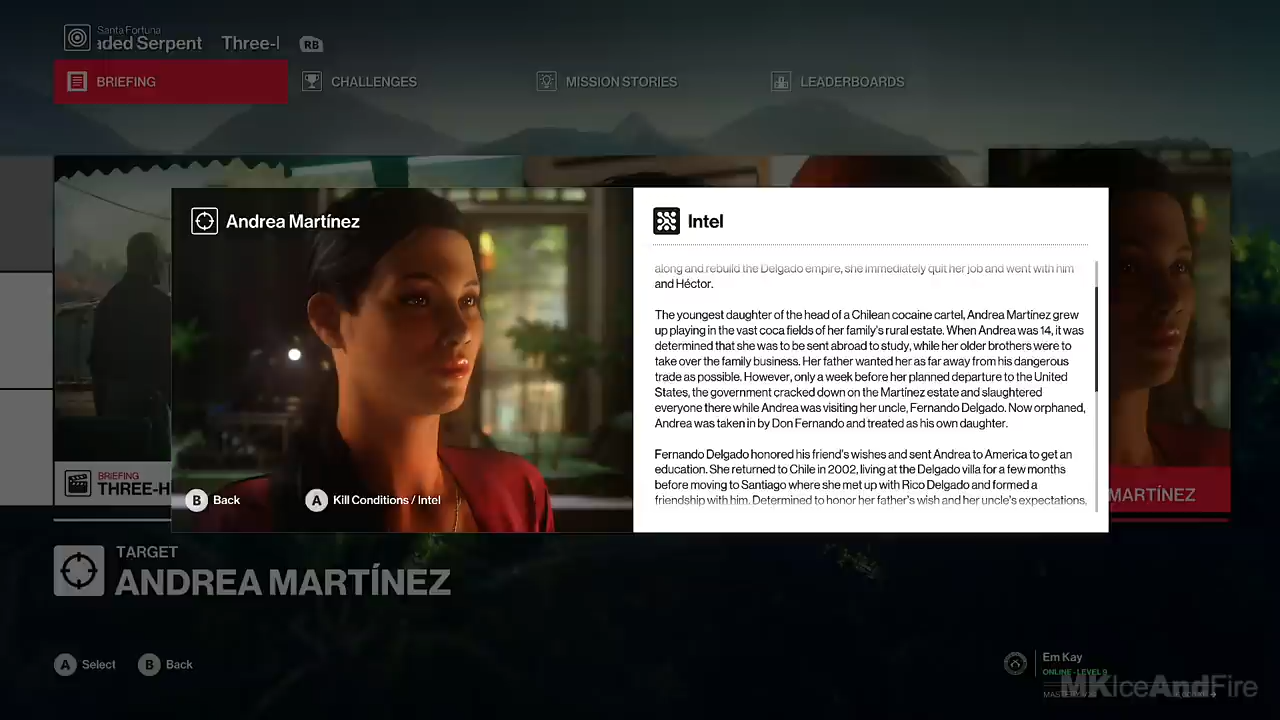 Santa Fortuna
aded Serpent Three-l RB
BRIEFING
CHALLENGES
MISSION STORIES
LEADERBOARDS
Andrea Martínez
Intel
along and rebuild the Delgado empire, she immediately quit her job and went with him
and Héctor.
The youngest daughter of the head of a Chilean cocaine cartel, Andrea Martínez grew
up playing in the vast coca fields of her family's rural estate. When Andrea was 14, it was
determined that she was to be sent abroad to study, while her older brothers were to
take over the family business. Her father wanted her as far away from his dangerous
trade as possible. However, only a week before her planned departure to the United
States, the government cracked down on the Martínez estate and slaughtered
everyone there while Andrea was visiting her uncle, Fernando Delgado. Now orphaned,
Andrea was taken in by Don Fernando and treated as his own daughter.
Fernando Delgado honored his friend's wishes and sent Andrea to America to get an
education. She returned to Chile in 2002, living at the Delgado villa for a few months
before moving to Santiago where she met up with Rico Delgado and formed a
friendship with him. Determined to honor her father's wish and her uncle's expectations,
B Back
A Kill Conditions / Intel
BRIEFING
THREE-H
MARTÍNEZ
TARGET
ANDREA MARTÍNEZ
A Select
B Back
Em Kay
ONLINE - LEVEL 9
MKIceAndFire